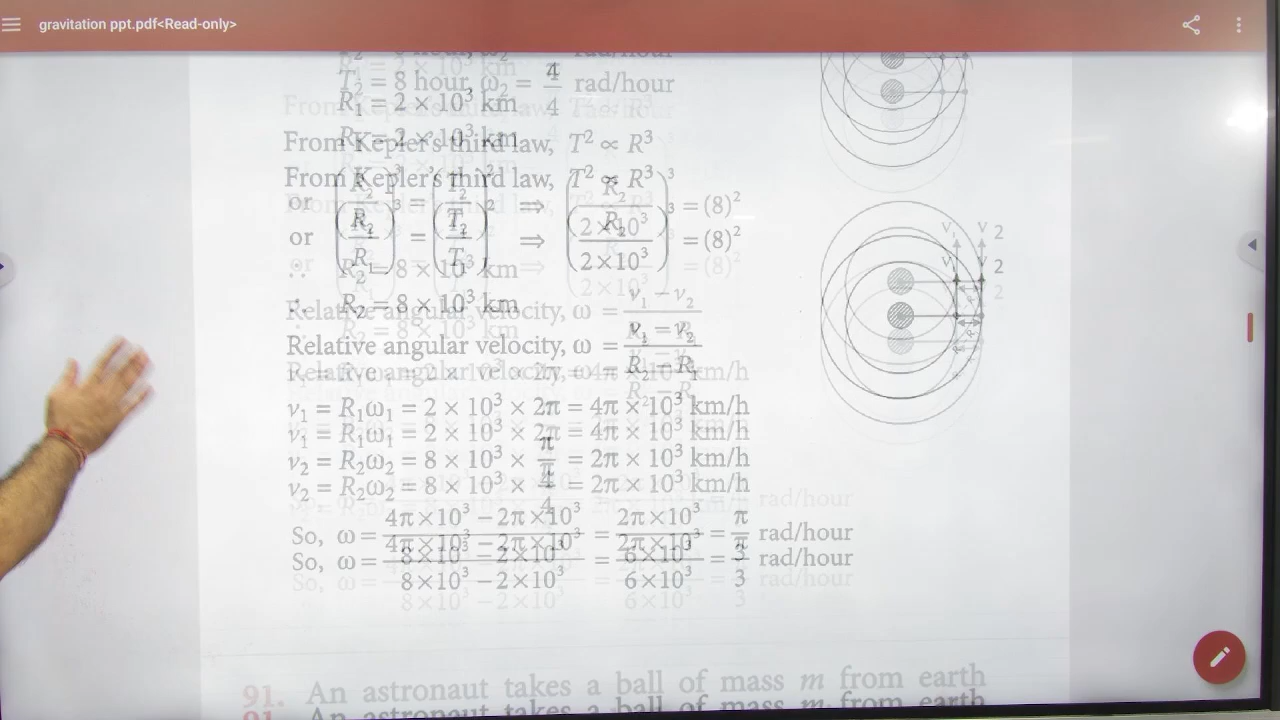 gravitation ppt.pdf<Read-only>
T₂ = 8 hour, ω₂ = π/4 rad/hour
R₁ = 2 × 10³ km
From Kepler's third law, T² ∝ R³
or (R₂/R₁)³ = (T₂/T₁)² ⇒ (R₂/2×10³)³ = (8)²
∴ R₂ = 8 × 10³ km
Relative angular velocity, ω = (v₁ − v₂)/(R₂ − R₁)
v₁ = R₁ω₁ = 2 × 10³ × 2π = 4π × 10³ km/h
v₂ = R₂ω₂ = 8 × 10³ × π/4 = 2π × 10³ km/h
So, ω = (4π×10³ − 2π×10³)/(8×10³ − 2×10³) = (2π×10³)/(6×10³) = π/3 rad/hour
91. An astronaut takes a ball of mass m from earth